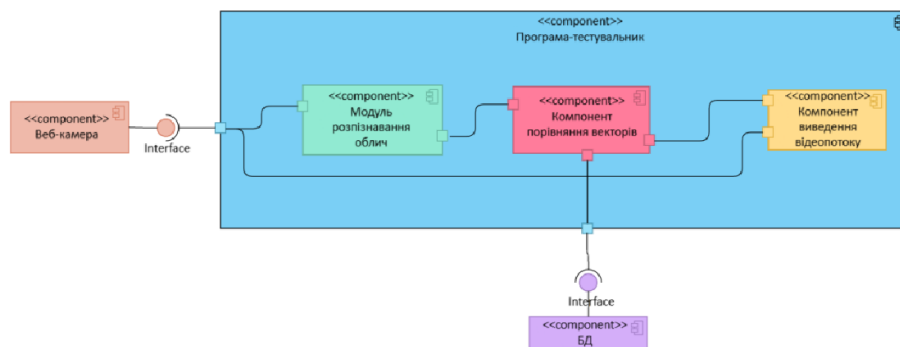 <<component>>
Програма-тестувальник
<<component>>
Веб-камера
Interface
<<component>>
Модуль
розпізнавання
облич
<<component>>
Компонент
порівняння векторів
<<component>>
Компонент
виведення
відеопотоку
Interface
<<component>>
БД